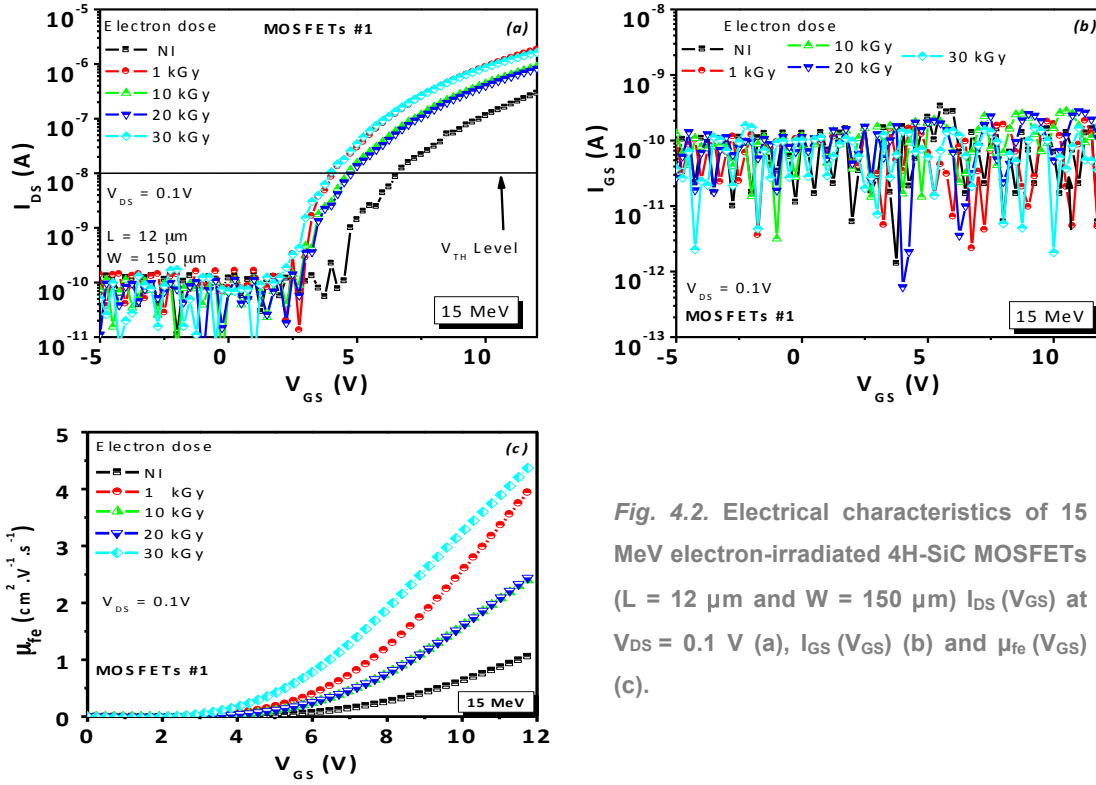 Electron dose
MOSFETs #1
(a)
NI
1 kGy
10 kGy
20 kGy
30 kGy
V_DS = 0.1V
L = 12 μm
W = 150 μm
V_TH Level
15 MeV
10^-5
10^-6
10^-7
10^-8
10^-9
10^-10
10^-11
I_DS (A)
-5 0 5 10
V_GS (V)
Electron dose
(b)
NI
1 kGy
10 kGy
20 kGy
30 kGy
V_DS = 0.1V
MOSFETs #1
15 MeV
10^-8
10^-9
10^-10
10^-11
10^-12
10^-13
I_GS (A)
-5 0 5 10
V_GS (V)
Electron dose
(c)
NI
1 kGy
10 kGy
20 kGy
30 kGy
V_DS = 0.1V
MOSFETs #1
15 MeV
5
4
3
2
1
0
μ_fe (cm^2.V^-1.s^-1)
0 2 4 6 8 10 12
V_GS (V)
Fig. 4.2. Electrical characteristics of 15
MeV electron-irradiated 4H-SiC MOSFETs
(L = 12 μm and W = 150 μm) I_DS (V_GS) at
V_DS = 0.1 V (a), I_GS (V_GS) (b) and μ_fe (V_GS)
(c).